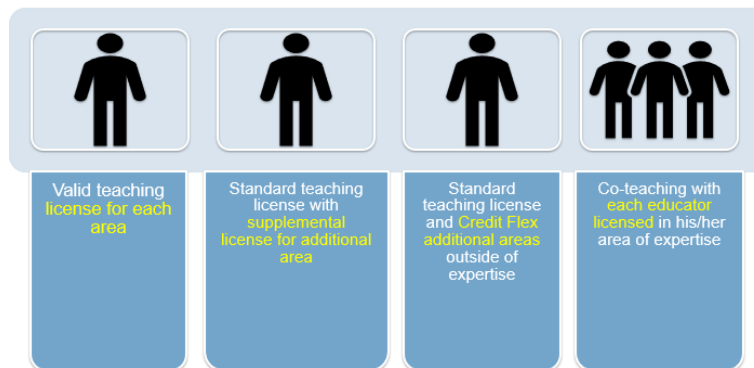 Valid teaching
license for each
area
Standard teaching
license with
supplemental
license for additional
area
Standard
teaching license
and Credit Flex
additional areas
outside of
expertise
Co-teaching with
each educator
licensed in his/her
area of expertise